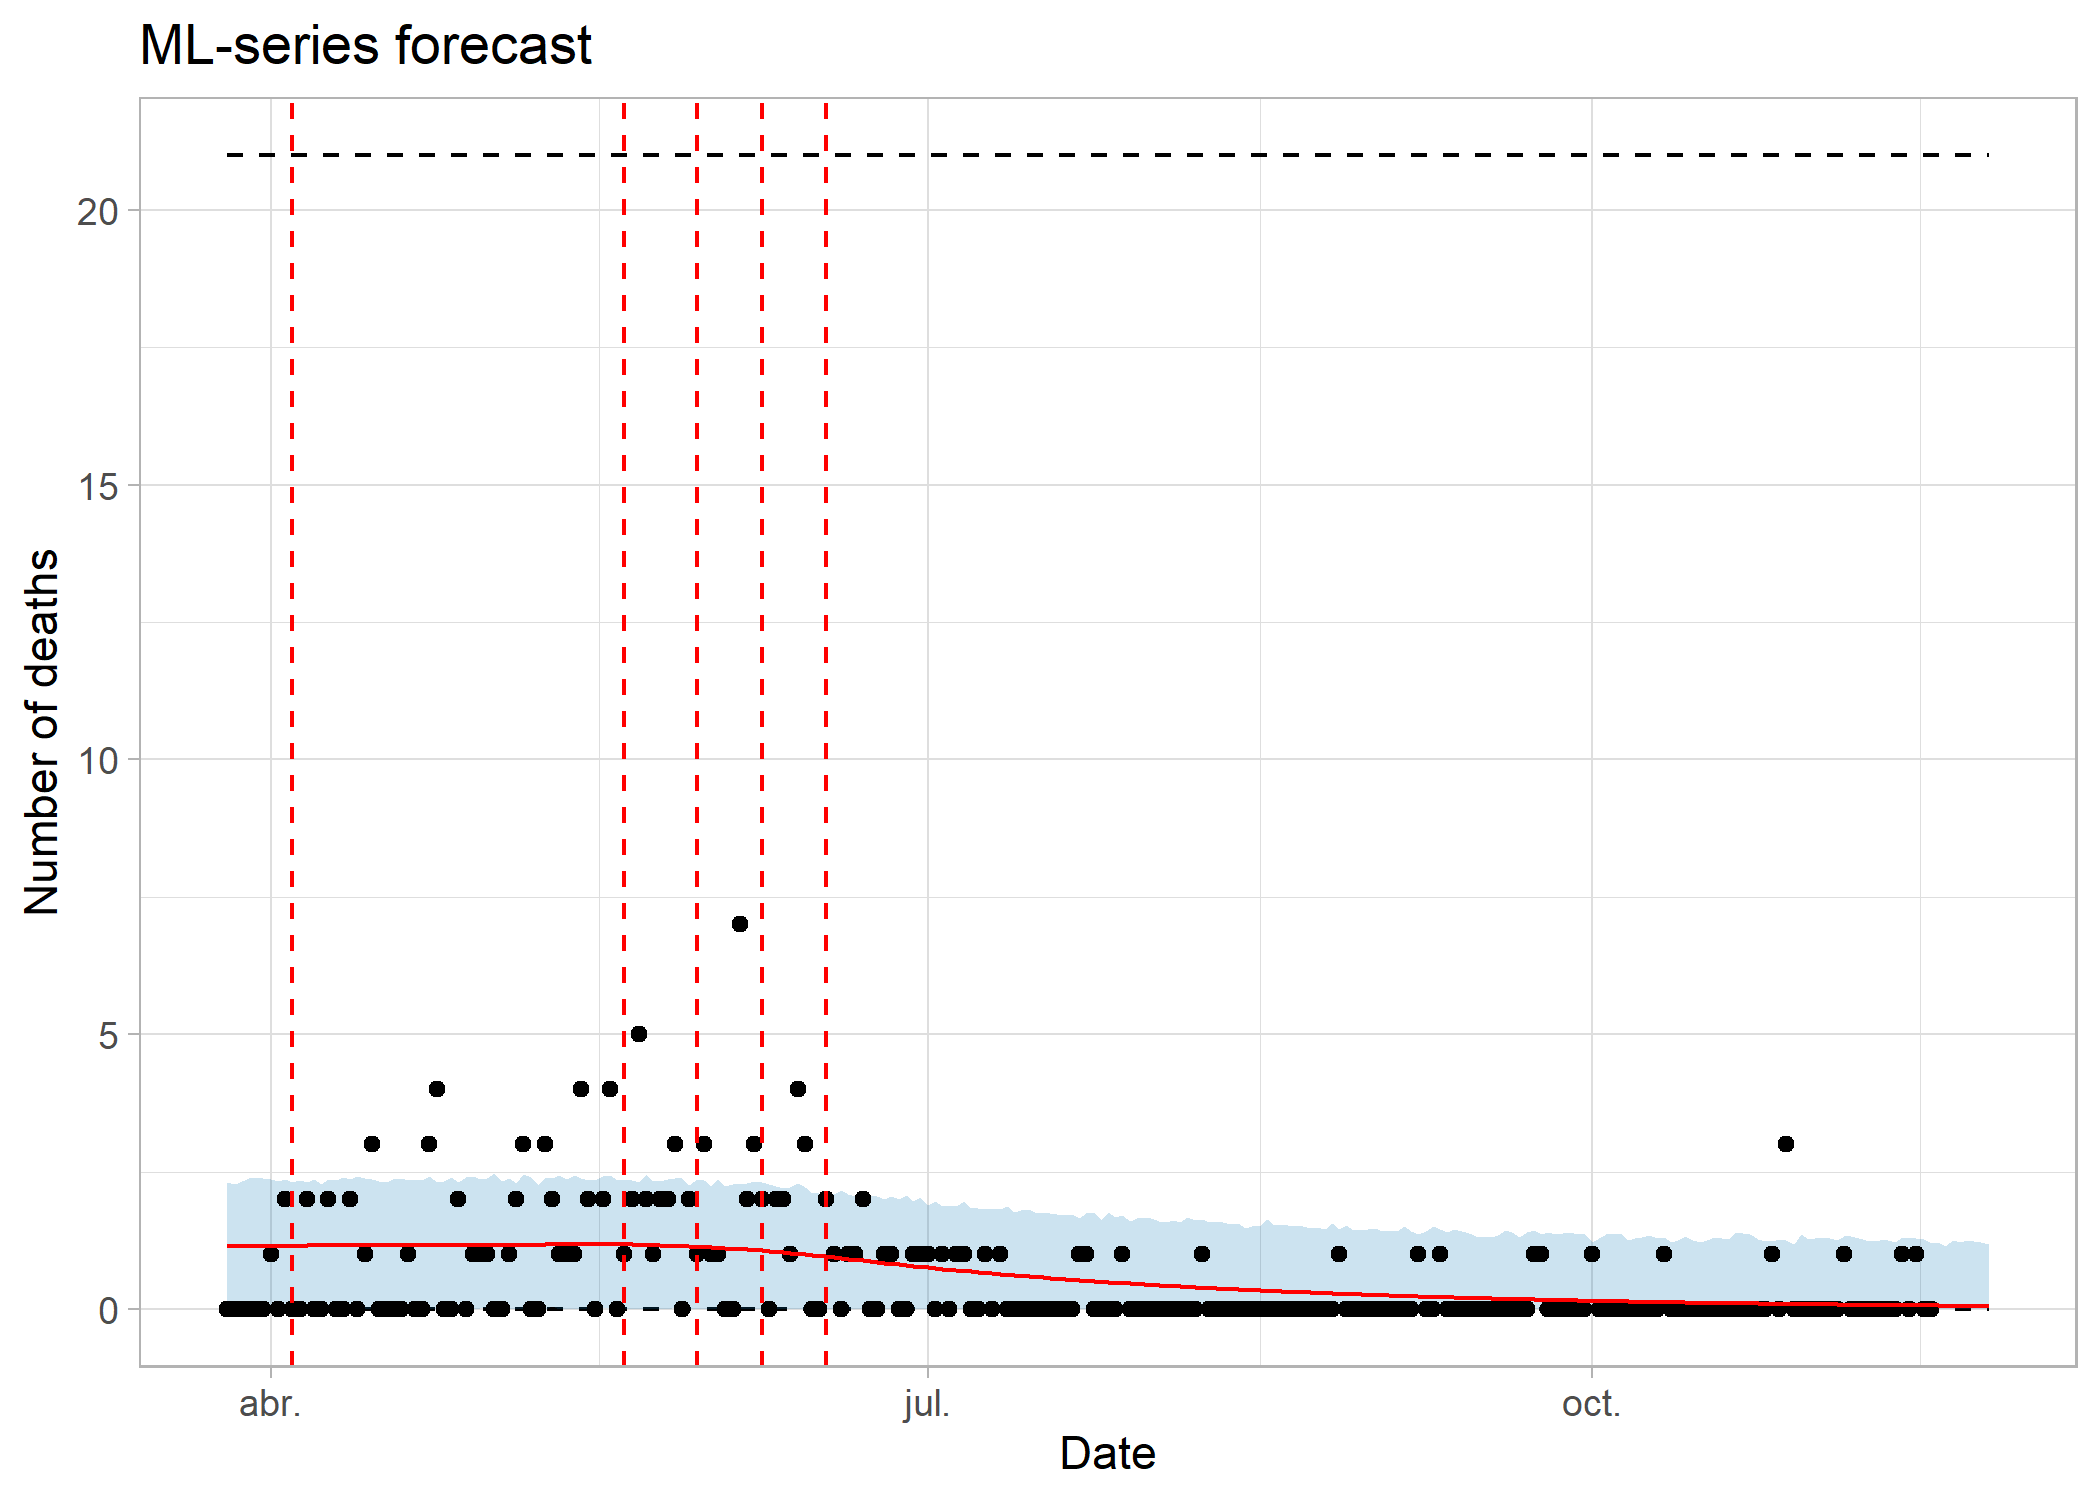 ML-series forecast
Number of deaths
20
15
10
5
0
abr.
jul.
oct.
Date